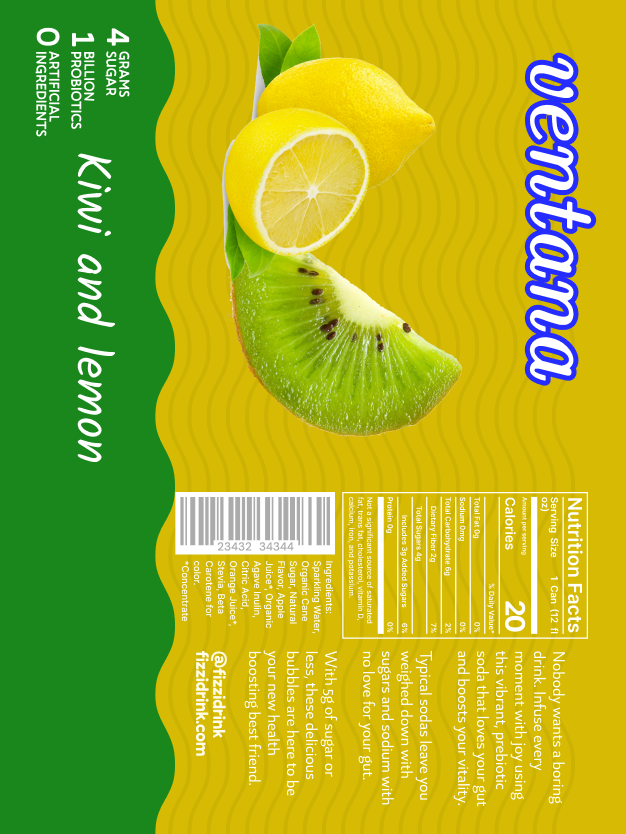 ventana
Kiwi and lemon
4 GRAMS
SUGAR
1 BILLION
PROBIOTICS
0 ARTIFICIAL
INGREDIENTS
Nutrition Facts
Serving Size 1 Can (12 fl
oz)
Amount per serving
Calories 20
% Daily Value*
Total Fat 0g 0%
Sodium 0mg 0%
Total Carbohydrate 6g 2%
Dietary Fiber 2g 7%
Total Sugars 4g
Includes 3g Added Sugars 6%
Protein 0g 0%
Not a significant source of saturated
fat, trans fat, cholesterol, vitamin D,
calcium, iron, and potassium.
23432 34344
Ingredients:
Sparkling Water,
Organic Cane
Sugar, Natural
Flavor, Apple
Juice*, Organic
Agave Inulin,
Citric Acid,
Orange Juice*,
Stevia, Beta
Carotene for
color.
*Concentrate
Nobody wants a boring
drink. Infuse every
moment with joy using
this vibrant, prebiotic
soda that loves your gut
and boosts your vitality.
Typical sodas leave you
weighed down with
sugars and sodium with
no love for your gut.
With 5g of sugar or
less, these delicious
bubbles are here to be
your new health
boosting best friend.
@fizzidrink
fizzidrink.com